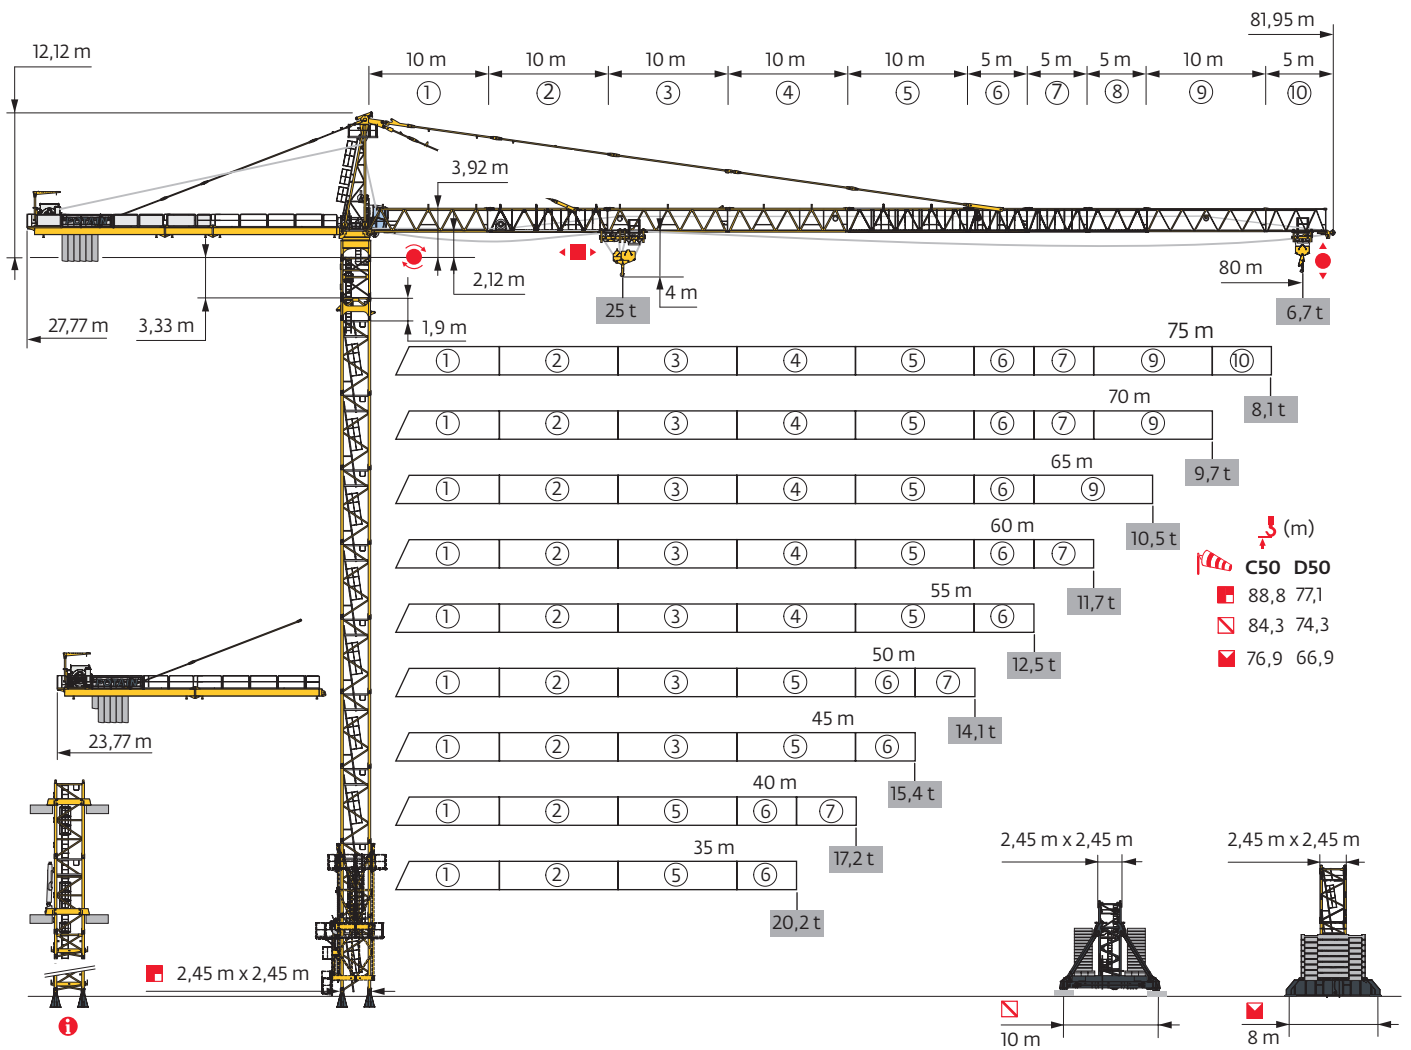 81,95 m
12,12 m
10 m 10 m 10 m 10 m 10 m 5 m 5 m 5 m 10 m 5 m
1 2 3 4 5 6 7 8 9 10
3,92 m
2,12 m
4 m
80 m
25 t
6,7 t
27,77 m
3,33 m
1,9 m
75 m
1 2 3 4 5 6 7 9 10
8,1 t
70 m
1 2 3 4 5 6 7 9
9,7 t
65 m
1 2 3 4 5 6 9
10,5 t
60 m
1 2 3 4 5 6 7
11,7 t
55 m
1 2 3 4 5 6
12,5 t
50 m
1 2 3 5 6 7
14,1 t
45 m
1 2 3 5 6
15,4 t
40 m
1 2 5 6 7
17,2 t
35 m
1 2 5 6
20,2 t
(m)
C50 D50
88,8 77,1
84,3 74,3
76,9 66,9
23,77 m
2,45 m x 2,45 m
i
2,45 m x 2,45 m
10 m
2,45 m x 2,45 m
8 m